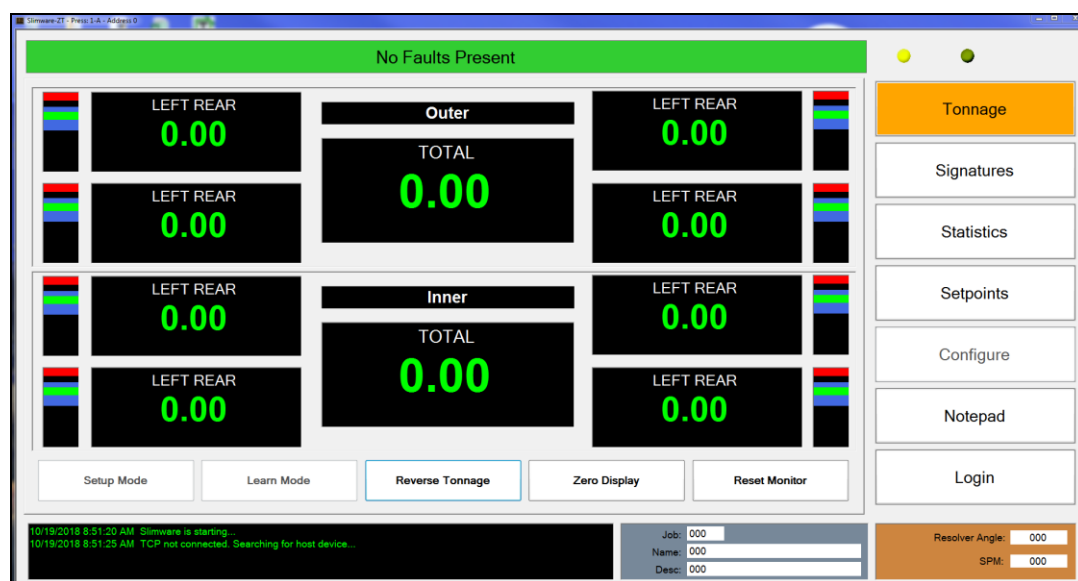 Slimware-ZT - Press 1-A - Address 0
No Faults Present
LEFT REAR
0.00
LEFT REAR
0.00
Outer
TOTAL
0.00
LEFT REAR
0.00
LEFT REAR
0.00
LEFT REAR
0.00
LEFT REAR
0.00
Inner
TOTAL
0.00
LEFT REAR
0.00
LEFT REAR
0.00
Setup Mode
Learn Mode
Reverse Tonnage
Zero Display
Reset Monitor
Tonnage
Signatures
Statistics
Setpoints
Configure
Notepad
Login
10/19/2018 8:51:20 AM Slimware is starting...
10/19/2018 8:51:25 AM TCP not connected. Searching for host device...
Job: 000
Name: 000
Desc: 000
Resolver Angle: 000
SPM: 000